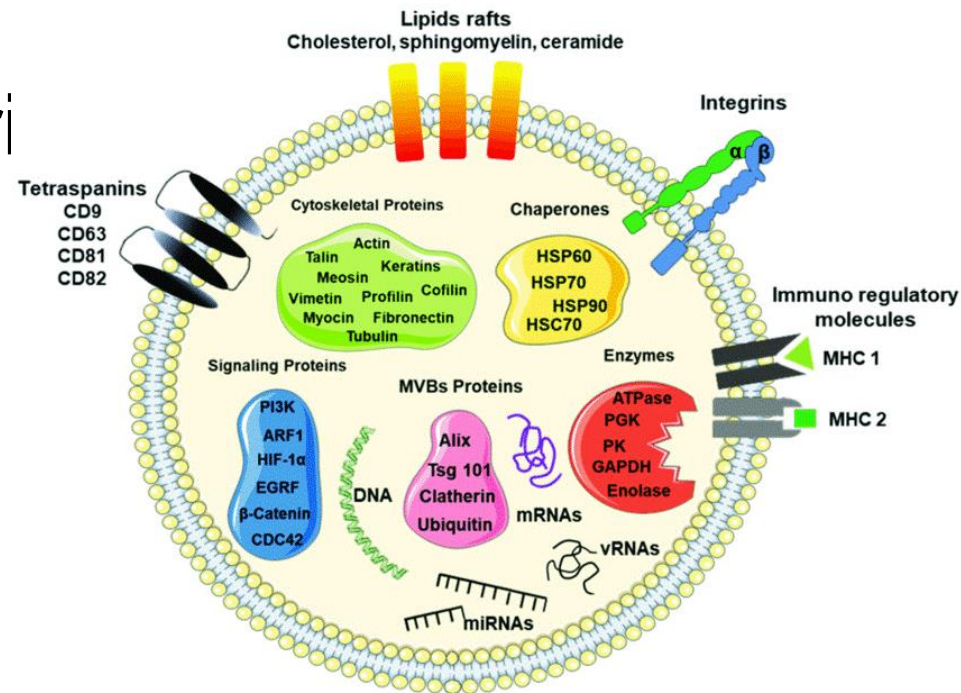 Lipids rafts
Cholesterol, sphingomyelin, ceramide
ri
Integrins
α β
Tetraspanins
CD9
CD63
CD81
CD82
Cytoskeletal Proteins
Actin
Talin
Keratins
Meosin
Cofilin
Vimetin
Profilin
Myocin
Fibronectin
Tubulin
Chaperones
HSP60
HSP70
HSP90
HSC70
Immuno regulatory
molecules
MHC 1
MHC 2
Signaling Proteins
PI3K
ARF1
HIF-1α
EGRF
β-Catenin
CDC42
DNA
MVBs Proteins
Alix
Tsg 101
Clatherin
Ubiquitin
mRNAs
Enzymes
ATPase
PGK
PK
GAPDH
Enolase
vRNAs
miRNAs